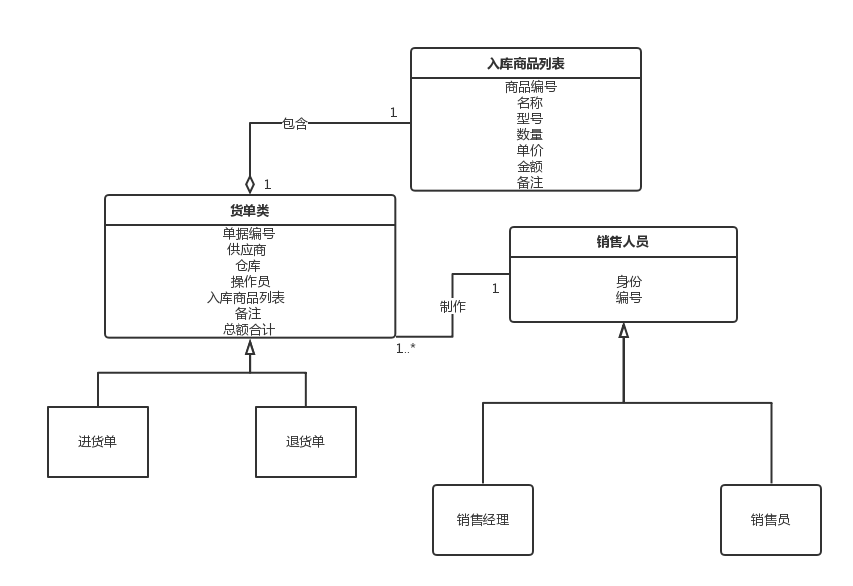 入库商品列表
商品编号
名称
型号
数量
单价
金额
备注
1
包含
1
货单类
单据编号
供应商
仓库
操作员
入库商品列表
备注
总额合计
销售人员
身份
编号
1
制作
1..*
进货单
退货单
销售经理
销售员